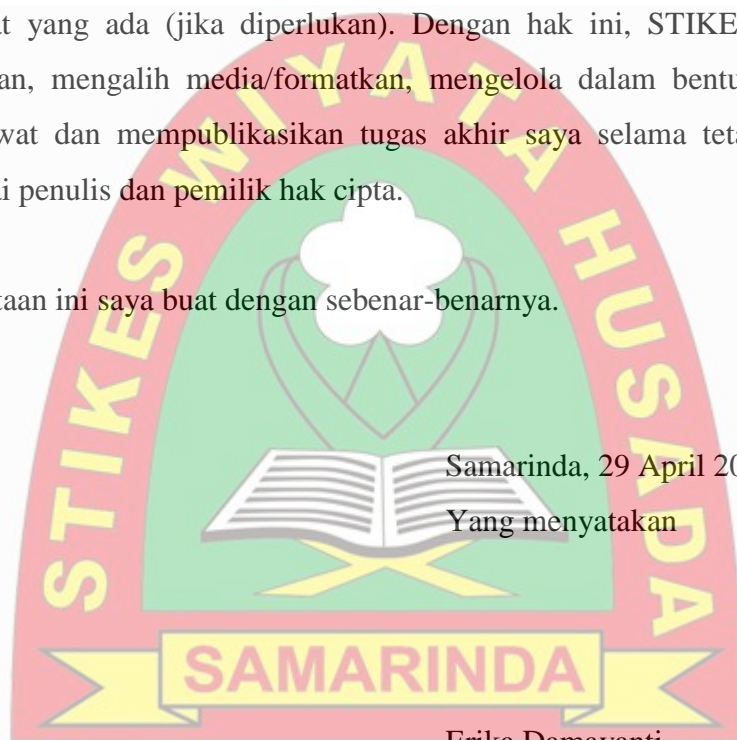 at yang ada (jika diperlukan). Dengan hak ini, STIKE
an, mengalih media/formatkan, mengelola dalam bentu
wat dan mempublikasikan tugas akhir saya selama teta
ai penulis dan pemilik hak cipta.
taan ini saya buat dengan sebenar-benarnya.
STIKES WIYATA HUSADA
Samarinda, 29 April 20
Yang menyatakan
SAMARINDA